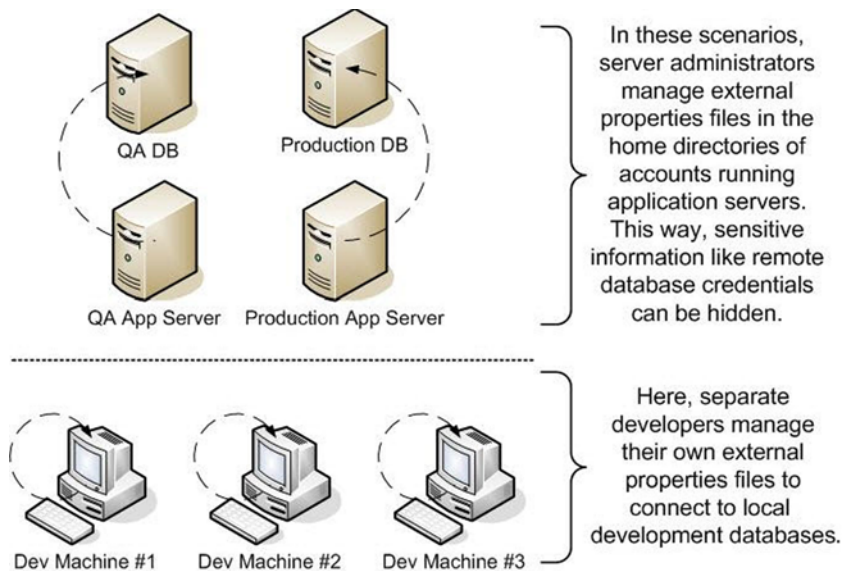 QA DB
Production DB
QA App Server
Production App Server
In these scenarios,
server administrators
manage external
properties files in the
home directories of
accounts running
application servers.
This way, sensitive
information like remote
database credentials
can be hidden.
Dev Machine #1
Dev Machine #2
Dev Machine #3
Here, separate
developers manage
their own external
properties files to
connect to local
development databases.